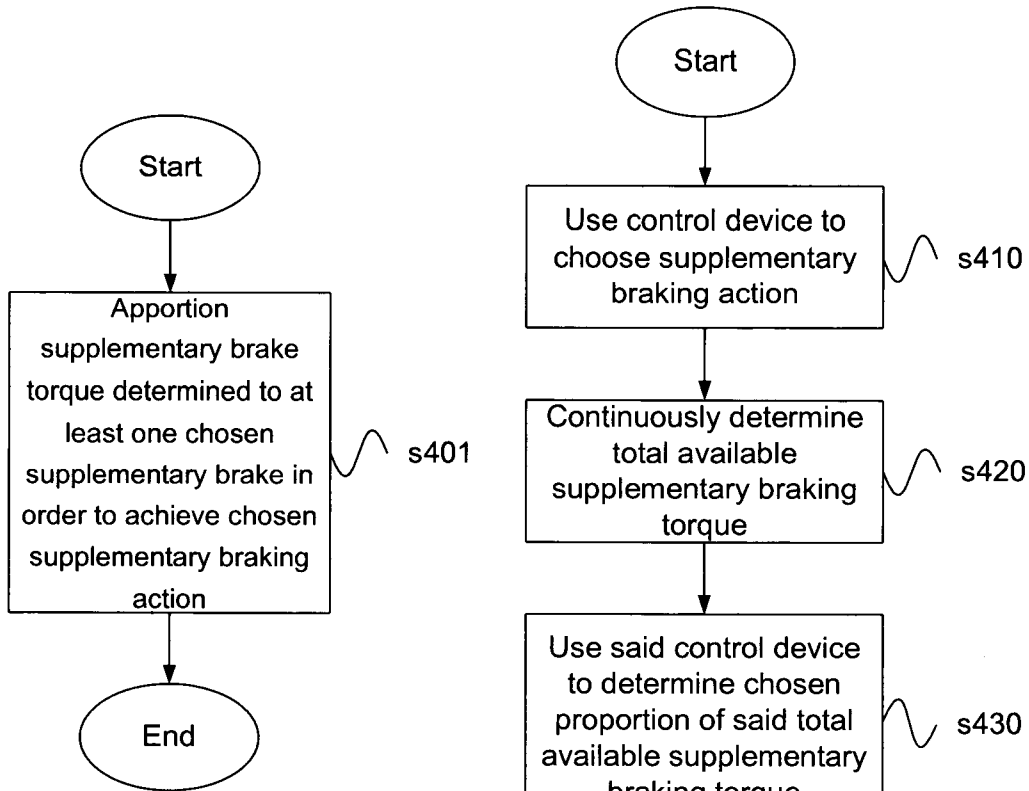 Start
Apportion
supplementary brake
torque determined to at
least one chosen
supplementary brake in
order to achieve chosen
supplementary braking
action
s401
End
Start
Use control device to
choose supplementary
braking action
s410
Continuously determine
total available
supplementary braking
torque
s420
Use said control device
to determine chosen
proportion of said total
available supplementary
braking torque
s430